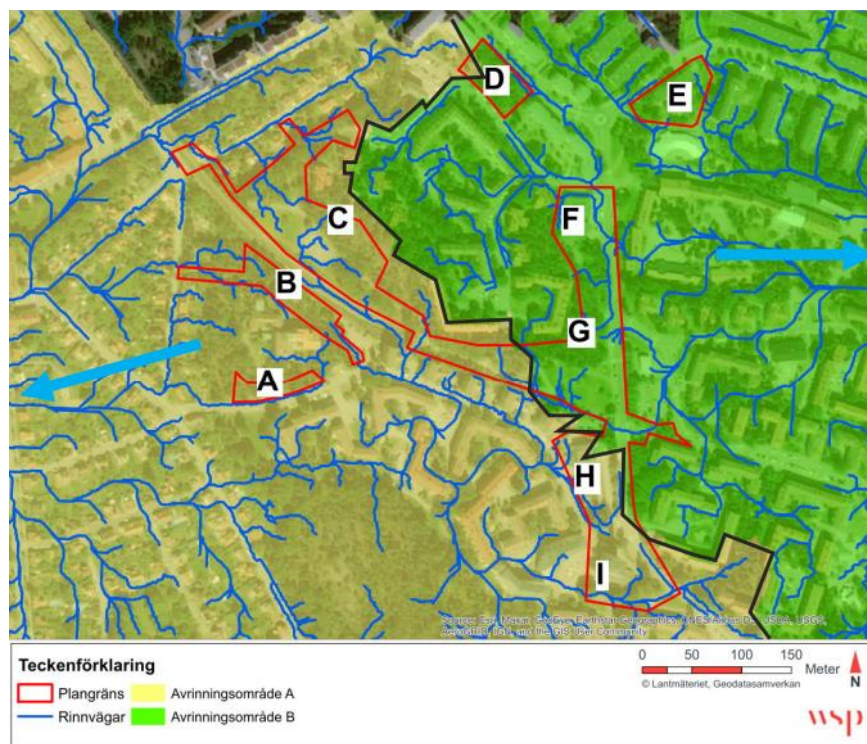 D
E
C
F
B
G
A
H
I
Source: Esri, Maxar, GeoEye, Earthstar Geographics, CNES/Airbus DS, USDA, USGS,
AeroGRID, IGN, and the GIS User Community
Teckenförklaring
Plangräns
Avrinningsområde A
Rinnvägar
Avrinningsområde B
0 50 100 150
Meter
© Lantmäteriet, Geodatasamverkan
N
wsp